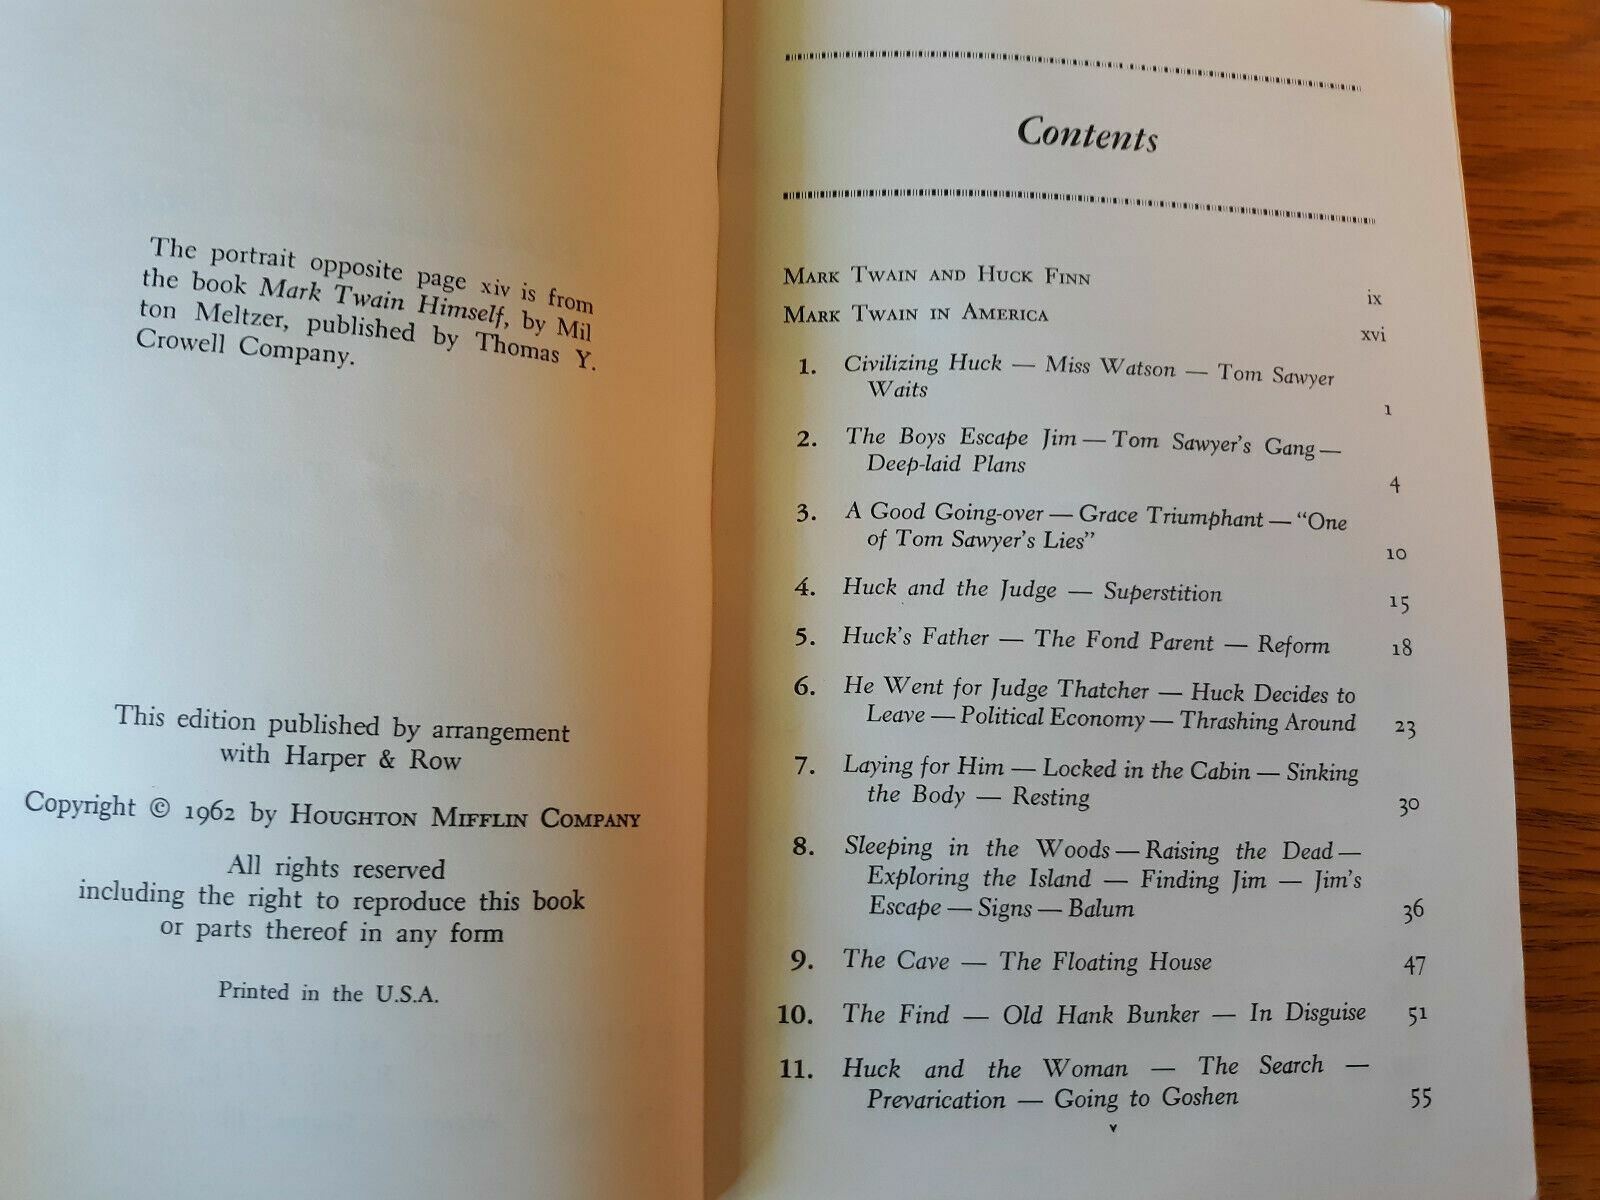 The portrait opposite page xiv is from
the book Mark Twain Himself, by Mil
ton Meltzer, published by Thomas Y.
Crowell Company.
This edition published by arrangement
with Harper & Row
Copyright © 1962 by HOUGHTON MIFFLIN COMPANY
All rights reserved
including the right to reproduce this book
or parts thereof in any form
Printed in the U.S.A.
Contents
MARK TWAIN AND HUCK FINN ix
MARK TWAIN IN AMERICA xvi
1. Civilizing Huck — Miss Watson — Tom Sawyer
Waits 1
2. The Boys Escape Jim — Tom Sawyer's Gang —
Deep-laid Plans 4
3. A Good Going-over — Grace Triumphant — "One
of Tom Sawyer's Lies" 10
4. Huck and the Judge — Superstition 15
5. Huck's Father — The Fond Parent — Reform 18
6. He Went for Judge Thatcher — Huck Decides to
Leave — Political Economy — Thrashing Around 23
7. Laying for Him — Locked in the Cabin — Sinking
the Body — Resting 30
8. Sleeping in the Woods — Raising the Dead —
Exploring the Island — Finding Jim — Jim's
Escape — Signs — Balum 36
9. The Cave — The Floating House 47
10. The Find — Old Hank Bunker — In Disguise 51
11. Huck and the Woman — The Search —
Prevarication — Going to Goshen 55
v